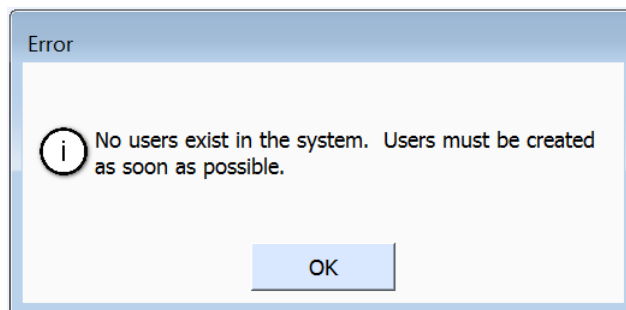 Error
No users exist in the system.  Users must be created
as soon as possible.
OK